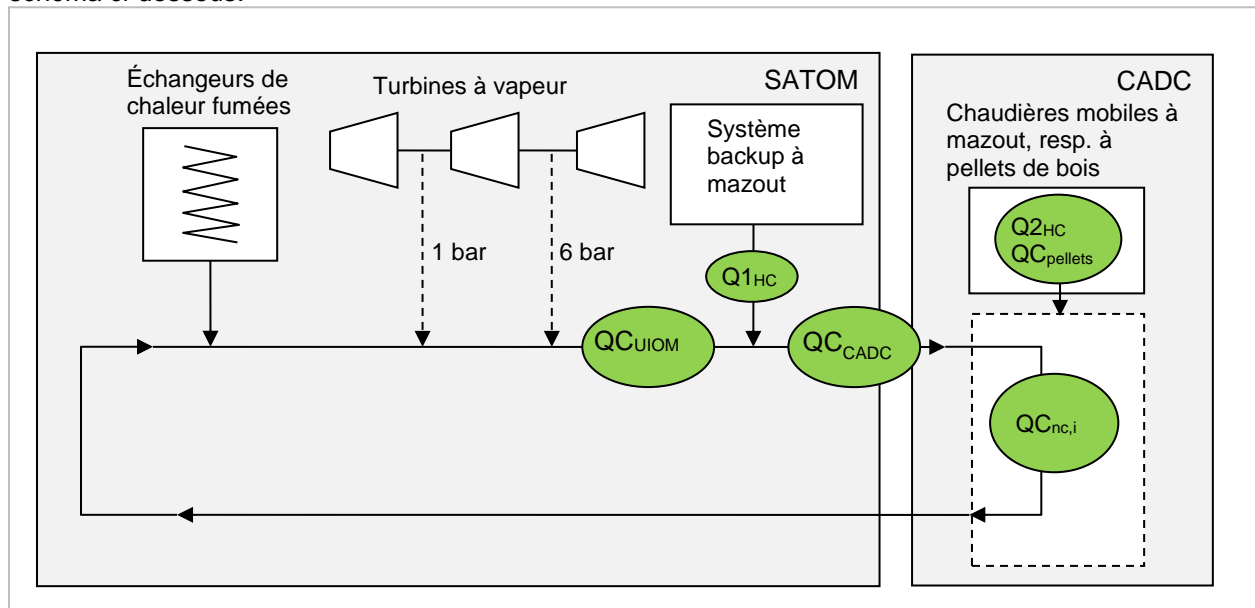 schéma ci-dessous.
SATOM
CADC
Échangeurs de
chaleur fumées
Turbines à vapeur
Système
backup à
mazout
Chaudières mobiles à
mazout, resp. à
pellets de bois
Q2HC
QCpellets
1 bar
6 bar
Q1HC
QCUIOM
QCCADC
QCnc,i